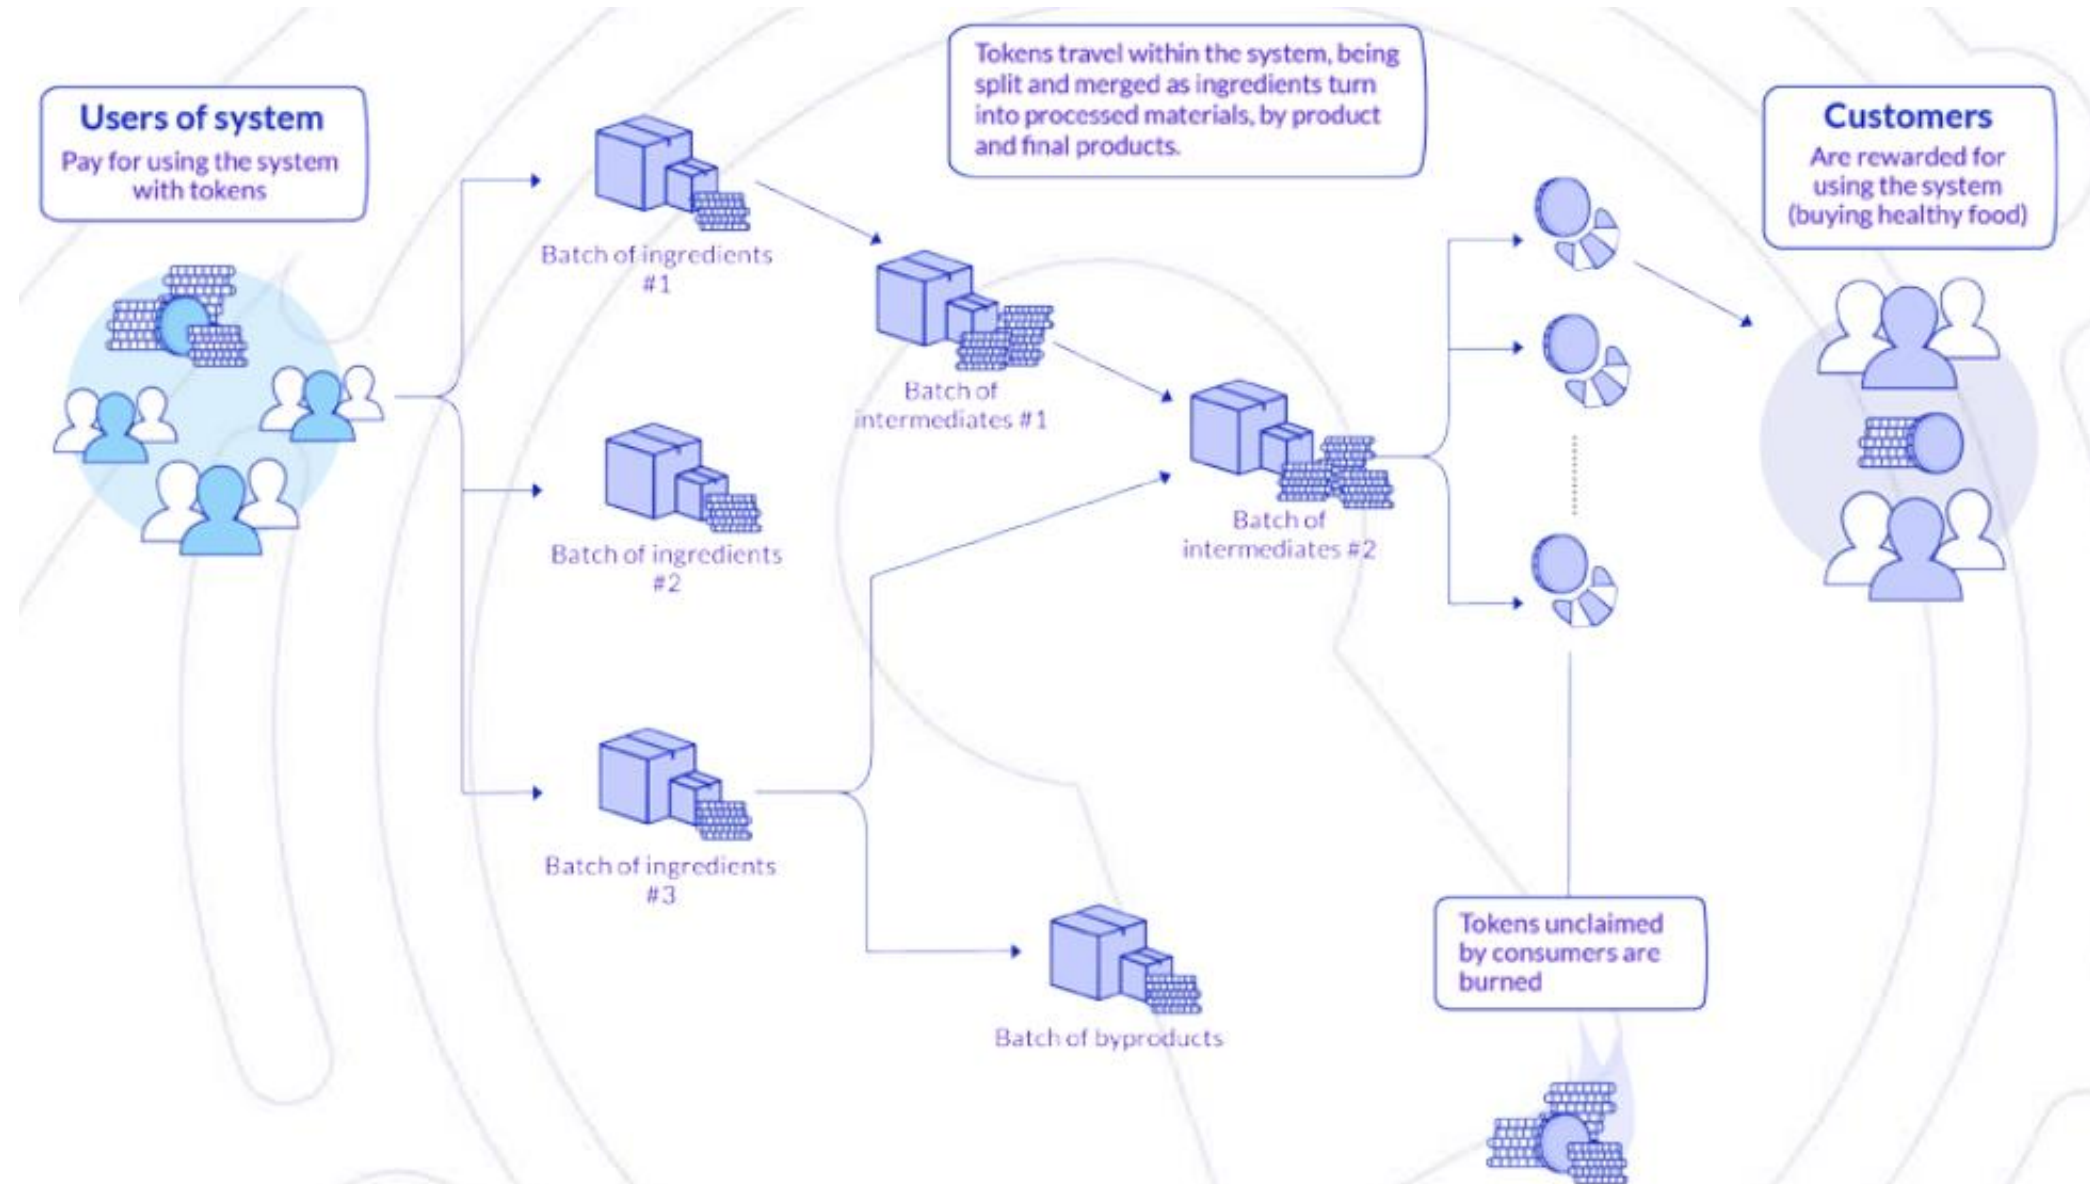 Users of system
Pay for using the system
with tokens
Tokens travel within the system, being
split and merged as ingredients turn
into processed materials, by product
and final products.
Customers
Are rewarded for
using the system
(buying healthy food)
Batch of ingredients
#1
Batch of
intermediates #1
Batch of ingredients
#2
Batch of
intermediates #2
Batch of ingredients
#3
Tokens unclaimed
by consumers are
burned
Batch of byproducts